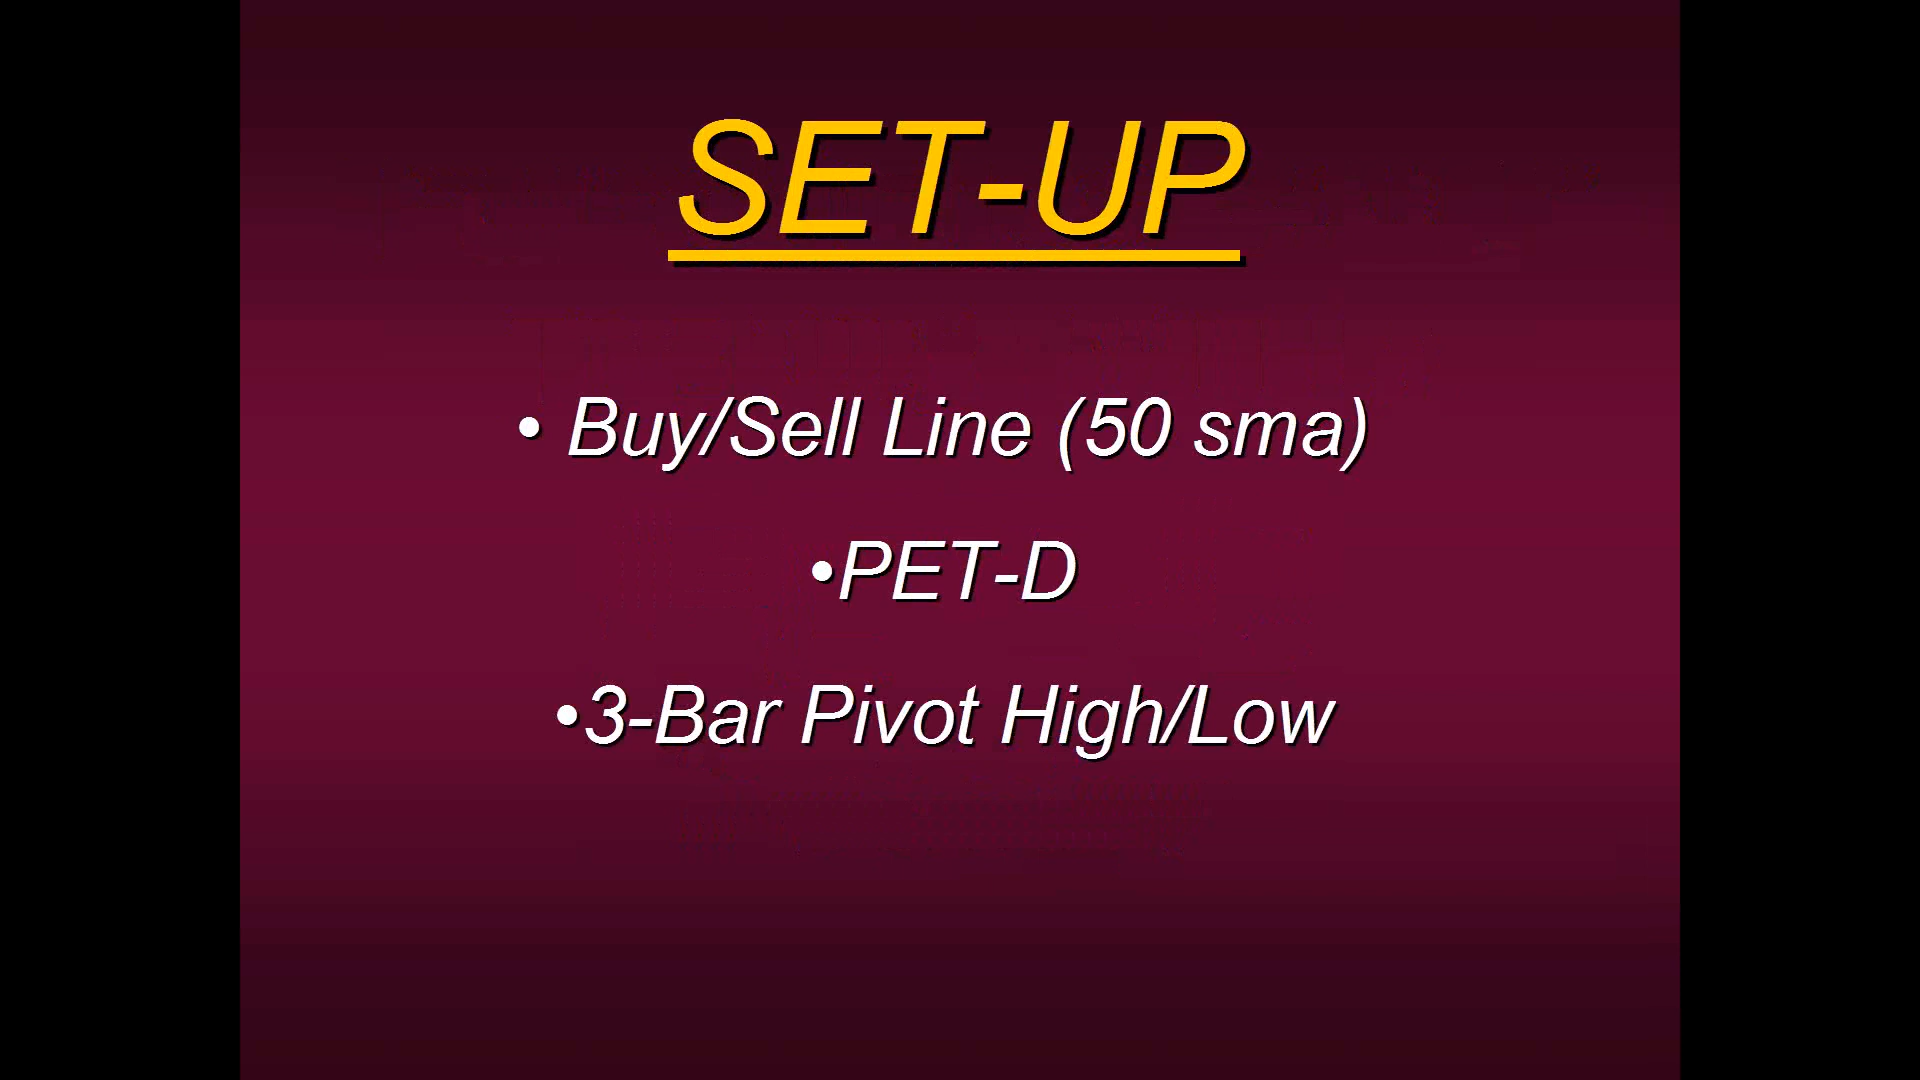 SET-UP
• Buy/Sell Line (50 sma)
•PET-D
•3-Bar Pivot High/Low